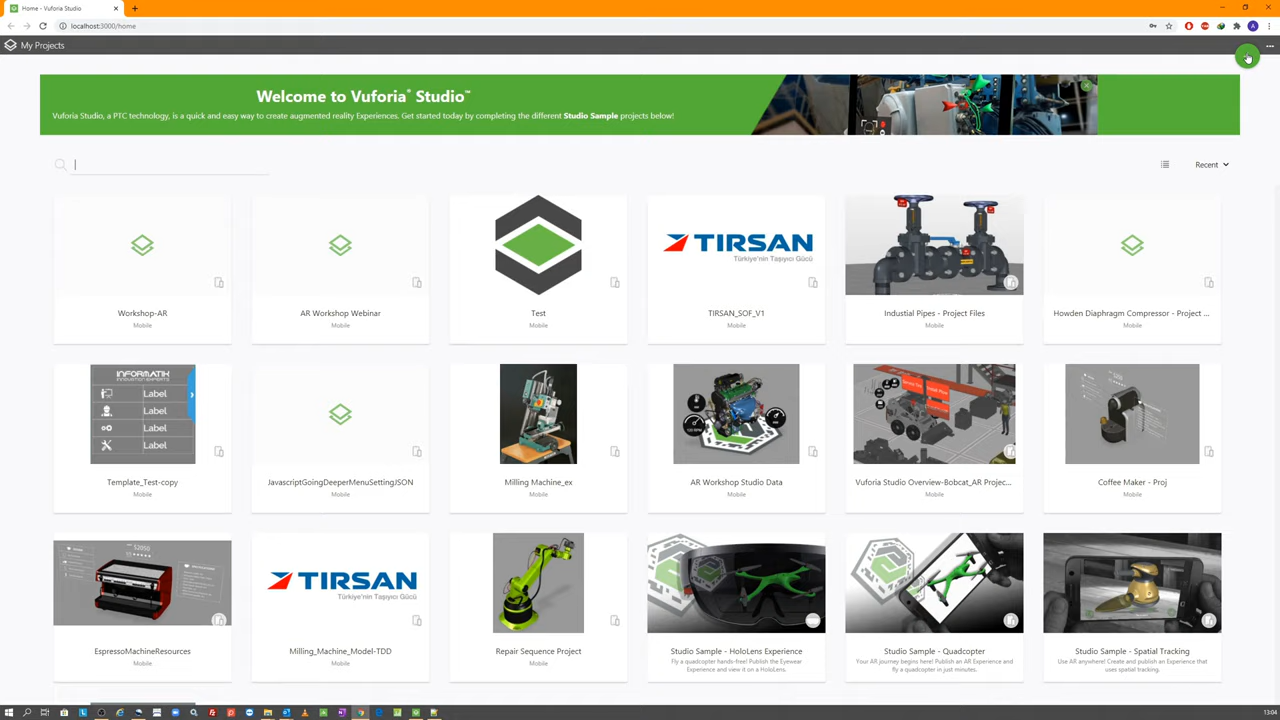 Home - Vuforia Studio
localhost:3000/home
My Projects
Welcome to Vuforia® Studio™
Vuforia Studio, a PTC technology, is a quick and easy way to create augmented reality Experiences. Get started today by completing the different Studio Sample projects below!
Recent
TIRSAN
Türkiye'nin Taşıyıcı Gücü
Workshop-AR
AR Workshop Webinar
Test
TIRSAN_SOF_V1
Industial Pipes - Project Files
Howden Diaphragm Compressor - Project ...
Mobile
Mobile
Mobile
Mobile
Mobile
Mobile
INFORMATIK
INNOVATION EXPERTS
Label
Label
Label
Label
Template_Test-copy
JavascriptGoingDeeperMenuSettingJSON
Milling Machine_ex
AR Workshop Studio Data
Vuforia Studio Overview-Bobcat_AR Projec...
Coffee Maker - Proj
Mobile
Mobile
Mobile
Mobile
Mobile
Mobile
$2050
TIRSAN
Türkiye'nin Taşıyıcı Gücü
EspressoMachineResources
Milling_Machine_Model-TDD
Repair Sequence Project
Studio Sample - HoloLens Experience
Studio Sample - Quadcopter
Studio Sample - Spatial Tracking
Mobile
Mobile
Mobile
Fly a quadcopter hands-free! Publish the Eyewear
Experience and view it on a HoloLens.
Your AR journey begins here! Publish an AR Experience and
fly a quadcopter in just minutes.
Use AR anywhere! Create and publish an Experience that
uses spatial tracking.
13:04